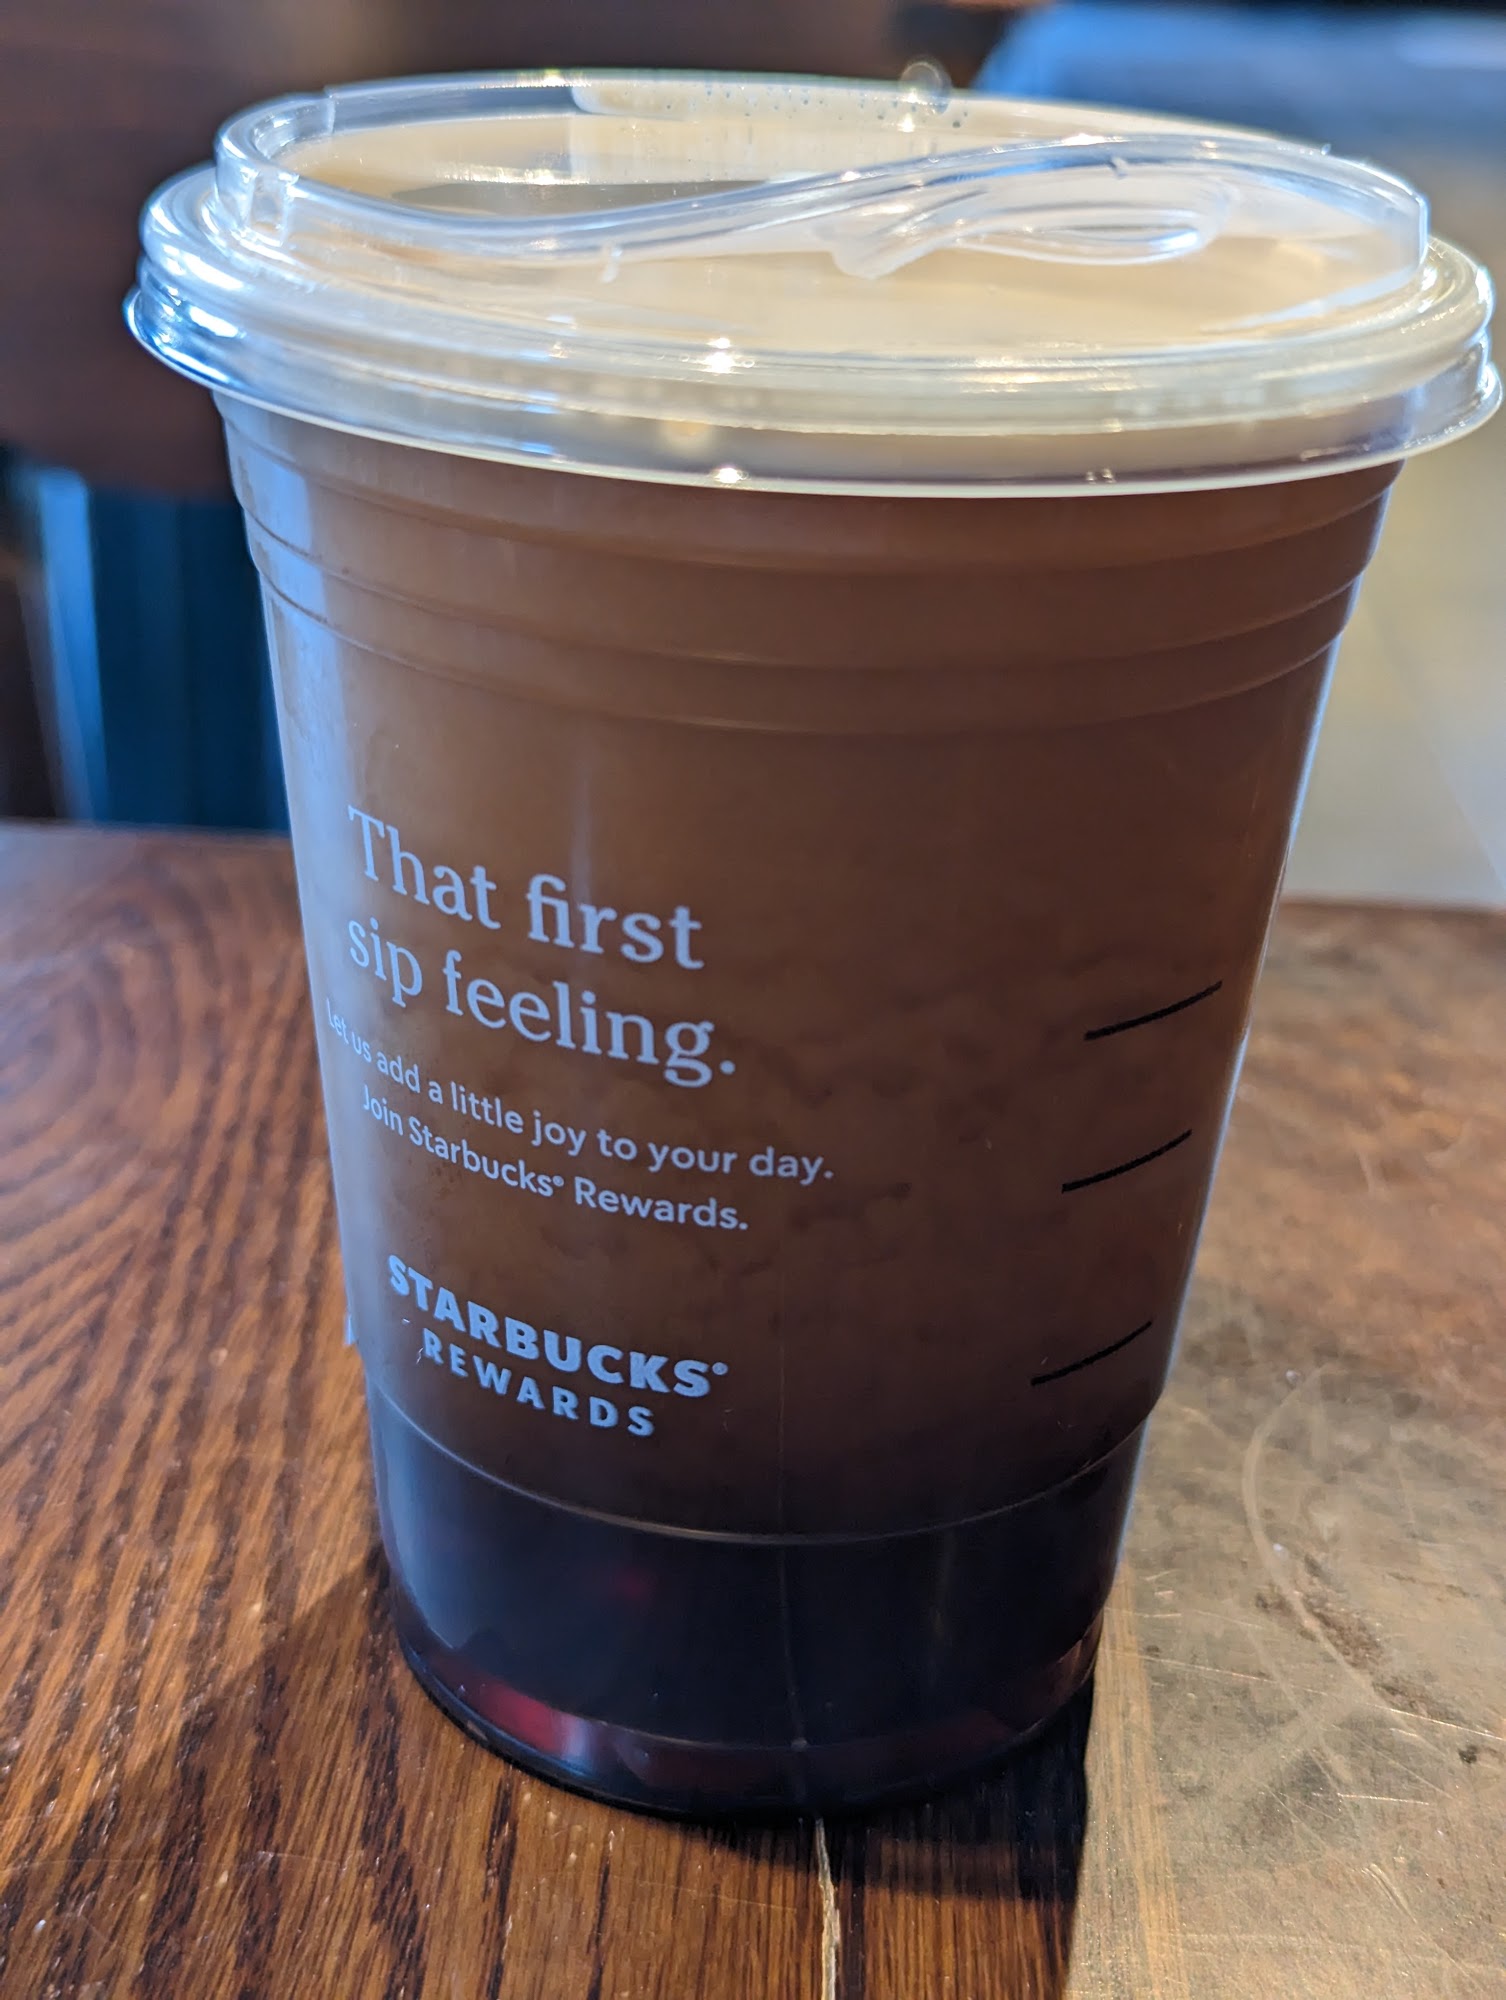 That first
sip feeling.
Let us add a little joy to your day.
Join Starbucks® Rewards.
STARBUCKS®
REWARDS